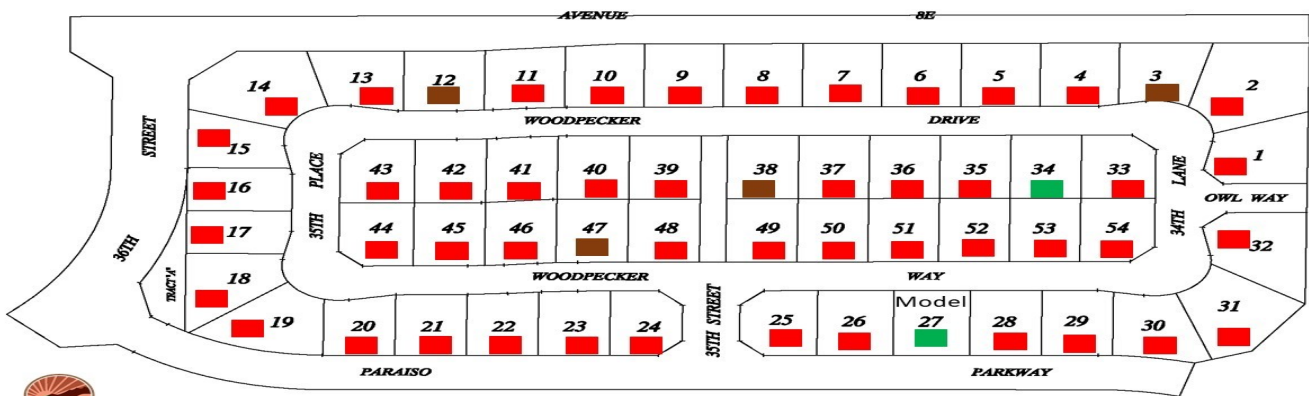 AVENUE 8E
14 13 12 11 10 9 8 7 6 5 4 3 2
STREET
15
WOODPECKER DRIVE
PLACE
43 42 41 40 39 38 37 36 35 34 33
LANE
1
16
OWL WAY
17
35TH
44 45 46 47 48 49 50 51 52 53 54
34TH
32
36TH
TRACT "A"
18
WOODPECKER WAY
19
35TH STREET
Model
20 21 22 23 24 25 26 27 28 29 30 31
PARAISO PARKWAY